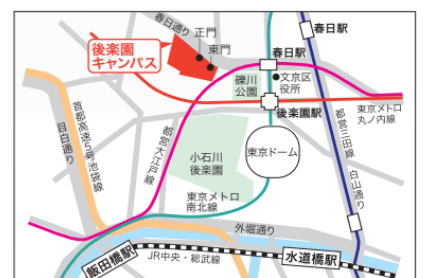 春日通り
正門
東門
後楽園
キャンパス
春日駅
春日駅
文京区
役所
礫川
公園
後楽園駅
東京メトロ
丸ノ内線
首都高速5号池袋線
目白通り
都営大江戸線
小石川
後楽園
東京ドーム
都営三田線
白山通り
東京メトロ
南北線
外堀通り
飯田橋駅
JR中央・総武線
水道橋駅